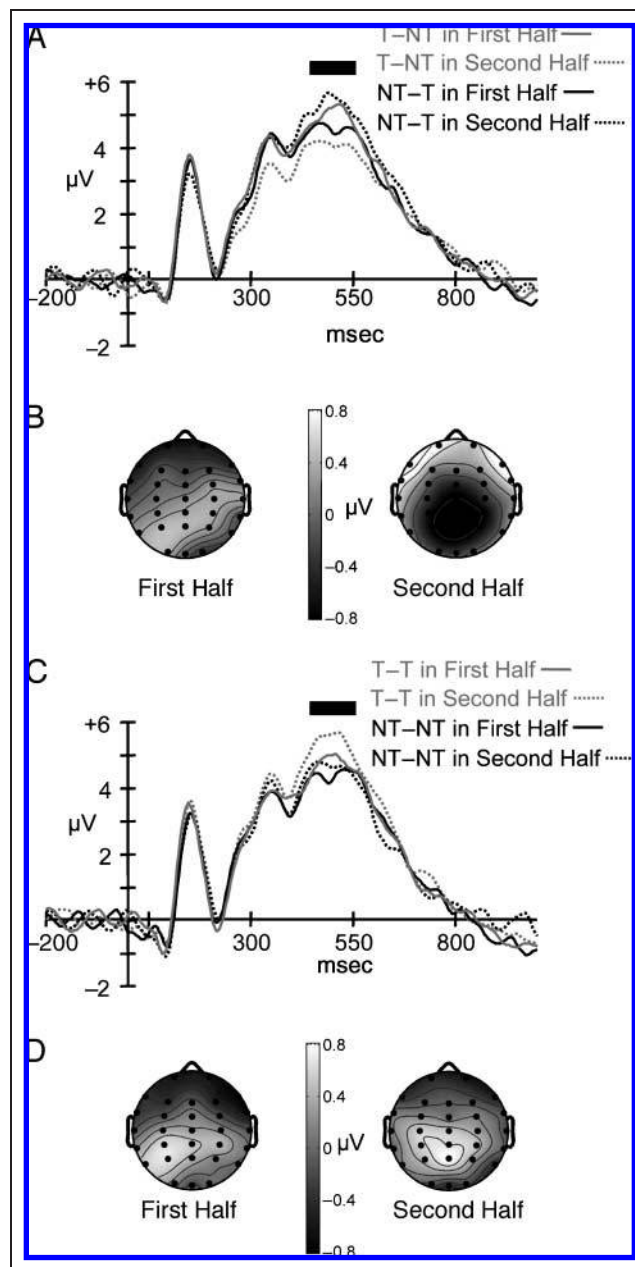 A
T–NT in First Half
T–NT in Second Half
NT–T in First Half
NT–T in Second Half
+6
4
µV
2
–200
300
550
800
msec
–2
B
0.8
0.4
0 µV
–0.4
–0.8
First Half
Second Half
C
T–T in First Half
T–T in Second Half
NT–NT in First Half
NT–NT in Second Half
+6
4
µV
2
–200
300
550
800
msec
–2
D
0.8
0.4
0 µV
–0.4
–0.8
First Half
Second Half